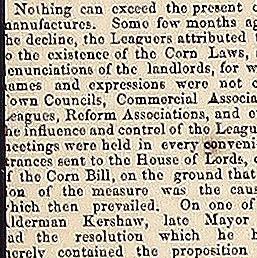 Nothing can exceed the present
anufactures. Some few months ag
he decline, the Leaguers attributed
o the existence of the Corn Laws,
enunciations of the landlords, for w
ames and expressions were not
own Councils, Commercial Associa
eagues, Reform Associations, and
he influence and control of the Leagu
eetings were held in every conveni
trances sent to the House of Lords,
f the Corn Bill, on the ground that
on of the measure was the caus
hich then prevailed. On one of
lderman Kershaw, late Mayor
ad the resolution which he
erely contained the proposition